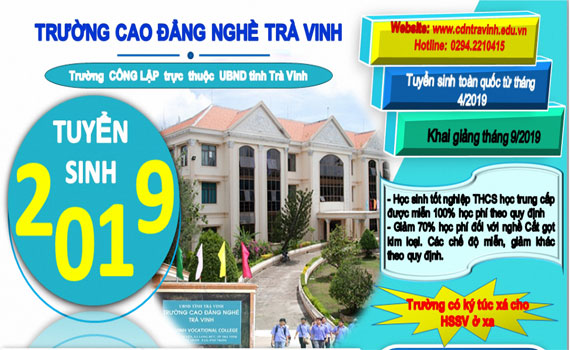 TRƯỜNG CAO ĐẲNG NGHỀ TRÀ VINH
Trường CÔNG LẬP trực thuộc UBND tỉnh Trà Vinh
TUYỂN
SINH
2019
Website: www.cdntravinh.edu.vn
Hotline: 0294.2210415
Tuyển sinh toàn quốc từ tháng
4/2019
Khai giảng tháng 9/2019
- Học sinh tốt nghiệp THCS học trung cấp
được miễn 100% học phí theo quy định
- Giảm 70% học phí đối với nghề Cắt gọt
kim loại. Các chế độ miễn, giảm khác
theo quy định.
Trường có ký túc xá cho
HSSV ở xa
UBND TỈNH TRÀ VINH
TRƯỜNG CAO ĐẲNG NGHỀ
TRÀ VINH
VOCATIONAL COLLEGE